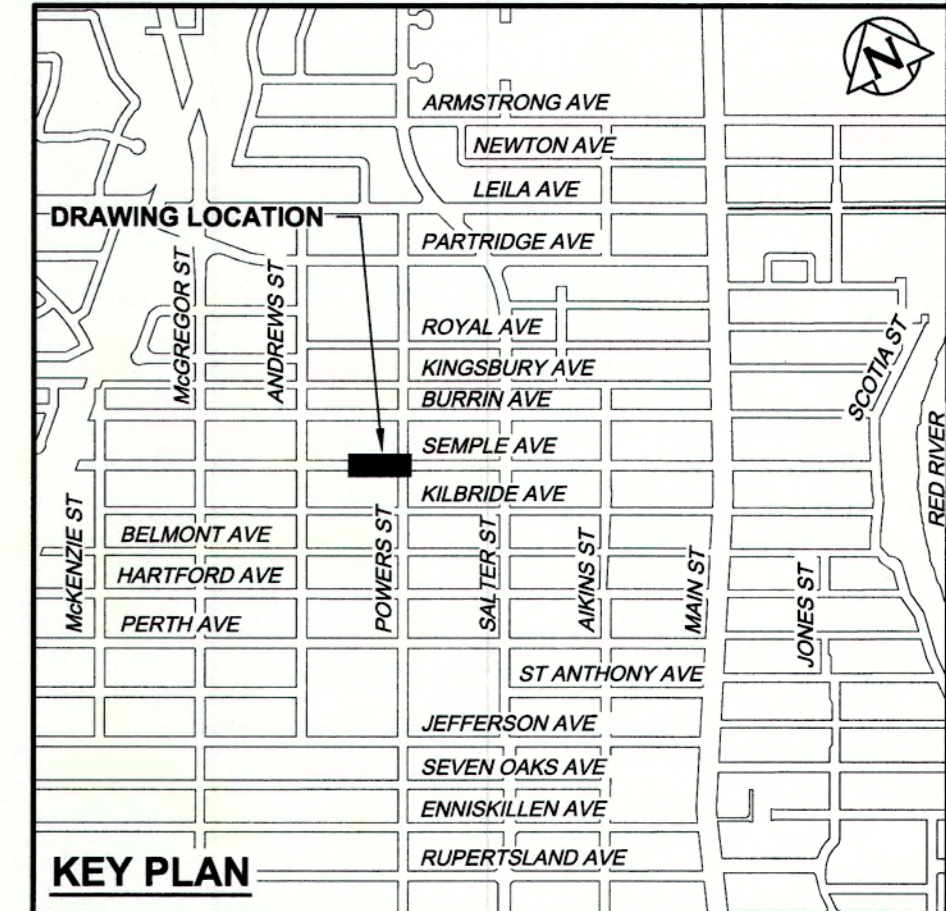 N
ARMSTRONG AVE
NEWTON AVE
LEILA AVE
DRAWING LOCATION
PARTRIDGE AVE
McGREGOR ST
ANDREWS ST
ROYAL AVE
SCOTIA ST
KINGSBURY AVE
BURRIN AVE
SEMPLE AVE
RED RIVER
KILBRIDE AVE
McKENZIE ST
BELMONT AVE
POWERS ST
SALTER ST
AIKINS ST
MAIN ST
JONES ST
HARTFORD AVE
PERTH AVE
ST ANTHONY AVE
JEFFERSON AVE
SEVEN OAKS AVE
ENNISKILLEN AVE
RUPERTSLAND AVE
KEY PLAN